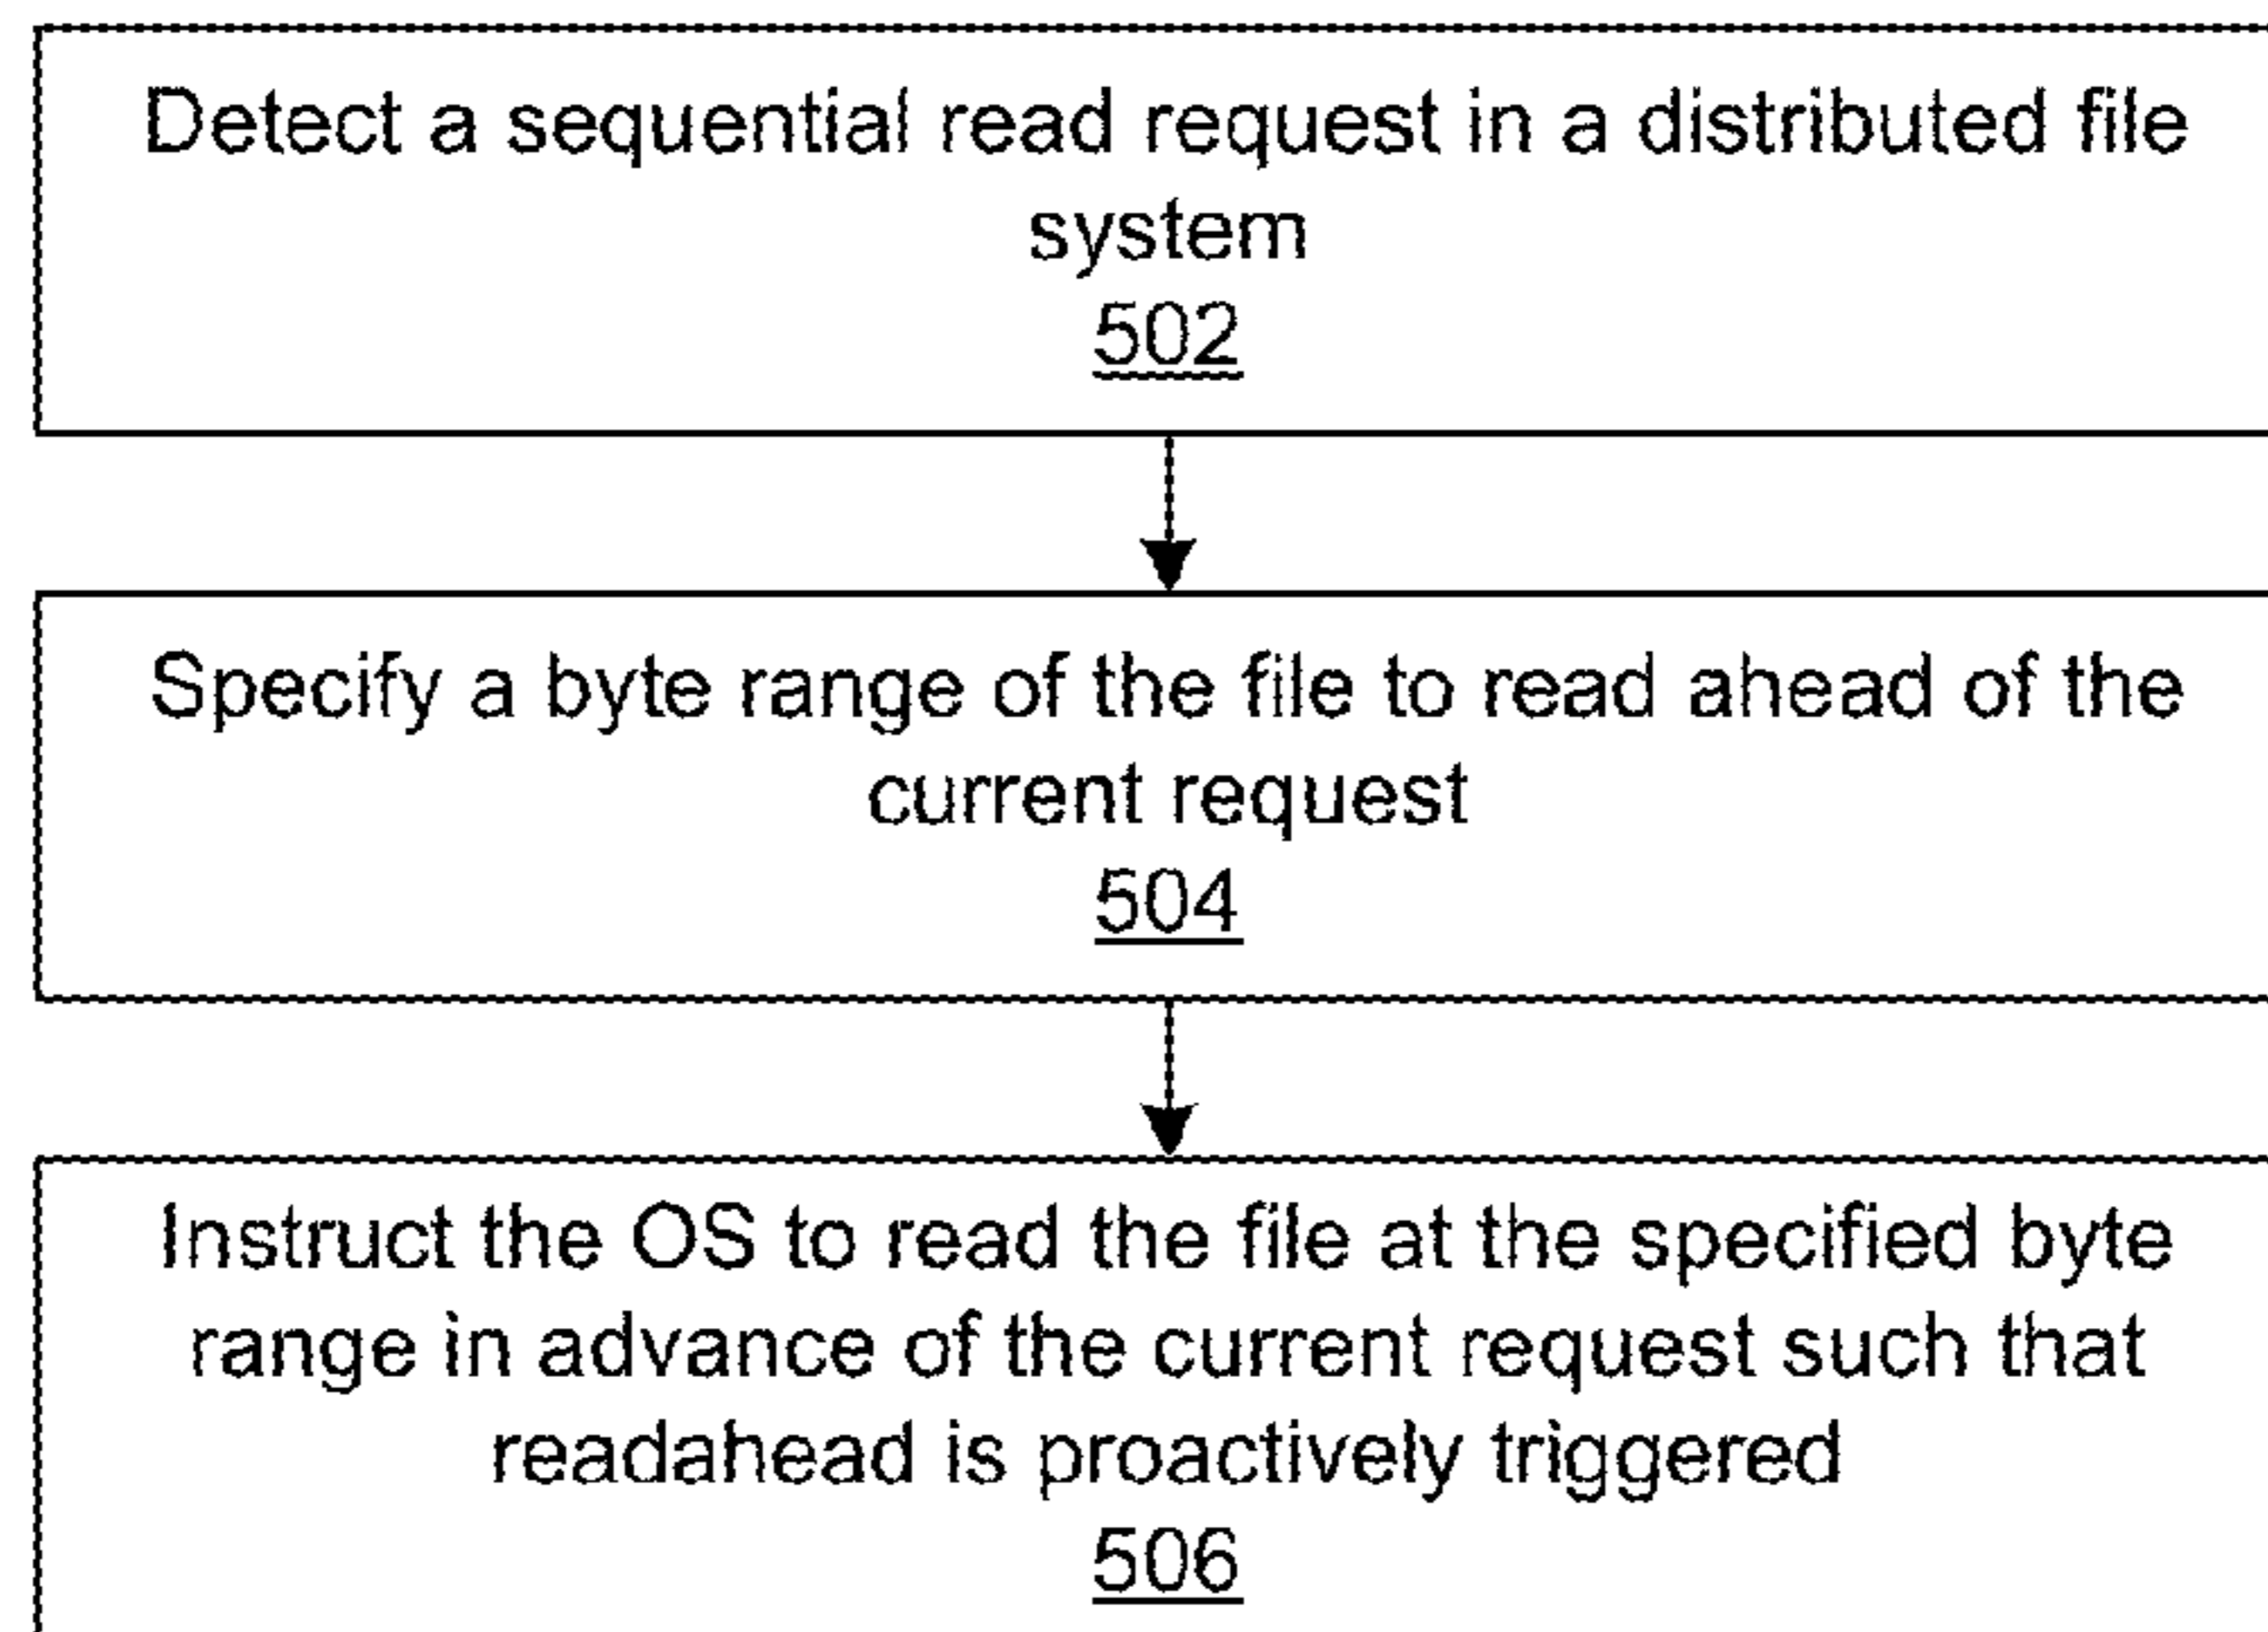 Detect a sequential read request in a distributed file
system
502
Specify a byte range of the file to read ahead of the
current request
504
Instruct the OS to read the file at the specified byte
range in advance of the current request such that
readahead is proactively triggered
506